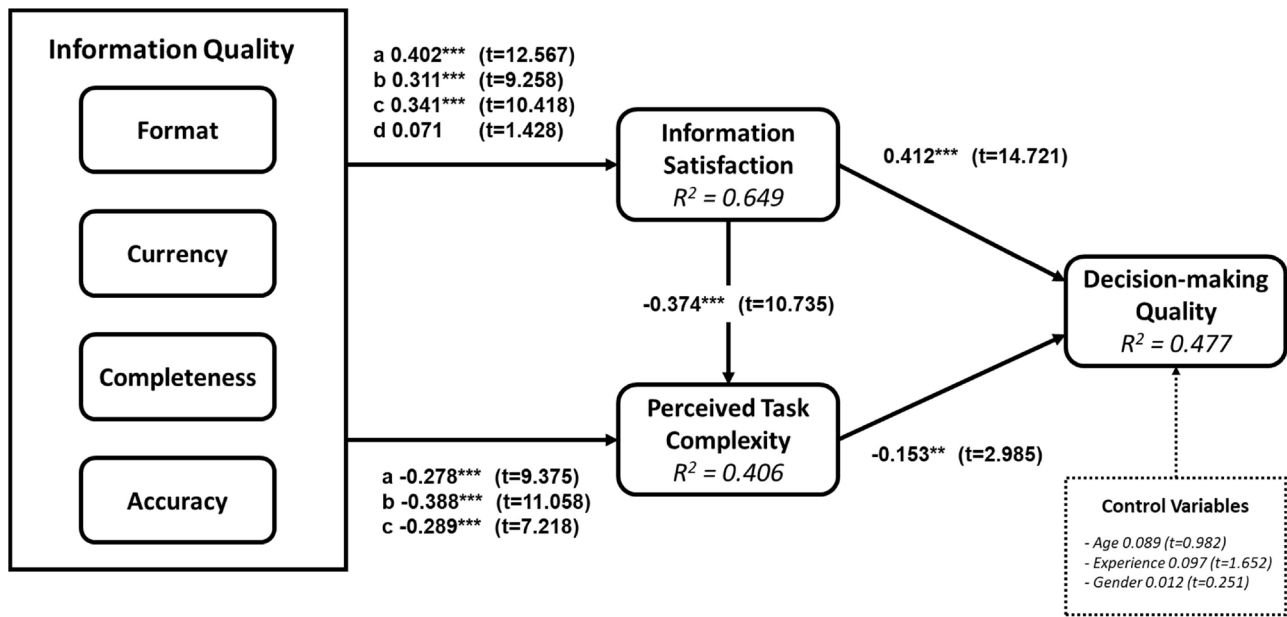 Information Quality
Format
Currency
Completeness
Accuracy
a 0.402*** (t=12.567)
b 0.311*** (t=9.258)
c 0.341*** (t=10.418)
d 0.071 (t=1.428)
a -0.278*** (t=9.375)
b -0.388*** (t=11.058)
c -0.289*** (t=7.218)
Information
Satisfaction
R² = 0.649
-0.374*** (t=10.735)
Perceived Task
Complexity
R² = 0.406
0.412*** (t=14.721)
-0.153** (t=2.985)
Decision-making
Quality
R² = 0.477
Control Variables
- Age 0.089 (t=0.982)
- Experience 0.097 (t=1.652)
- Gender 0.012 (t=0.251)